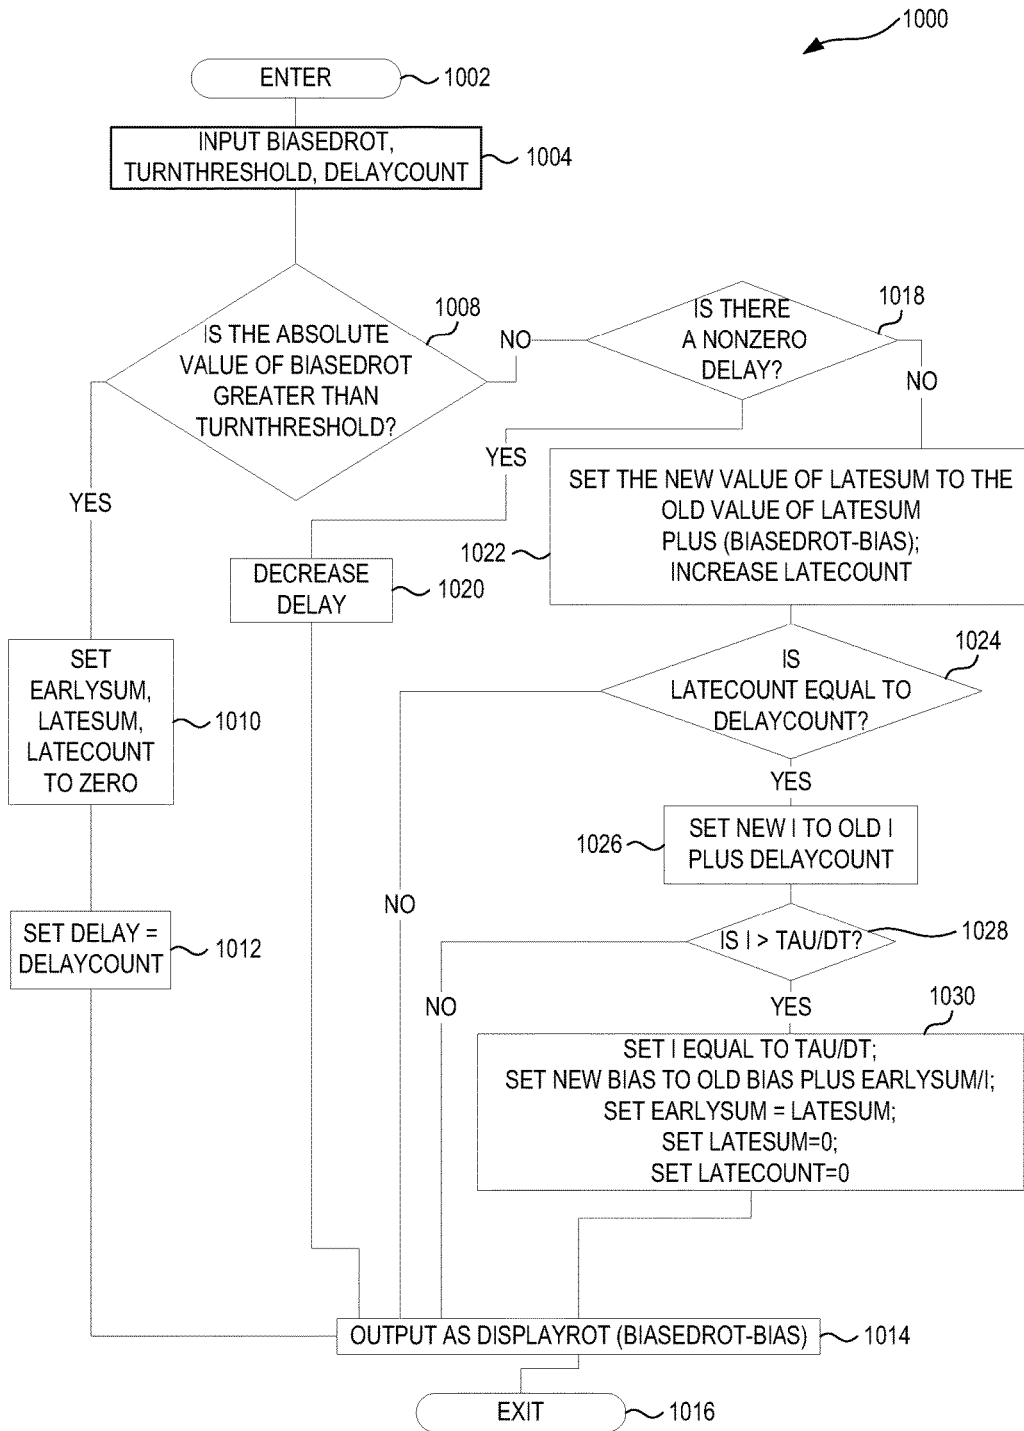 1000
ENTER
1002
INPUT BIASEDROT,
TURNTHRESHOLD, DELAYCOUNT
1004
IS THE ABSOLUTE
VALUE OF BIASEDROT
GREATER THAN
TURNTHRESHOLD?
1008
NO
IS THERE
A NONZERO
DELAY?
1018
NO
YES
YES
SET THE NEW VALUE OF LATESUM TO THE
OLD VALUE OF LATESUM
PLUS (BIASEDROT-BIAS);
INCREASE LATECOUNT
1022
DECREASE
DELAY
1020
SET
EARLYSUM,
LATESUM,
LATECOUNT
TO ZERO
1010
IS
LATECOUNT EQUAL TO
DELAYCOUNT?
1024
YES
1026
SET NEW I TO OLD I
PLUS DELAYCOUNT
NO
SET DELAY =
DELAYCOUNT
1012
IS I > TAU/DT?
1028
NO
YES
1030
SET I EQUAL TO TAU/DT;
SET NEW BIAS TO OLD BIAS PLUS EARLYSUM/I;
SET EARLYSUM = LATESUM;
SET LATESUM=0;
SET LATECOUNT=0
OUTPUT AS DISPLAYROT (BIASEDROT-BIAS)
1014
EXIT
1016